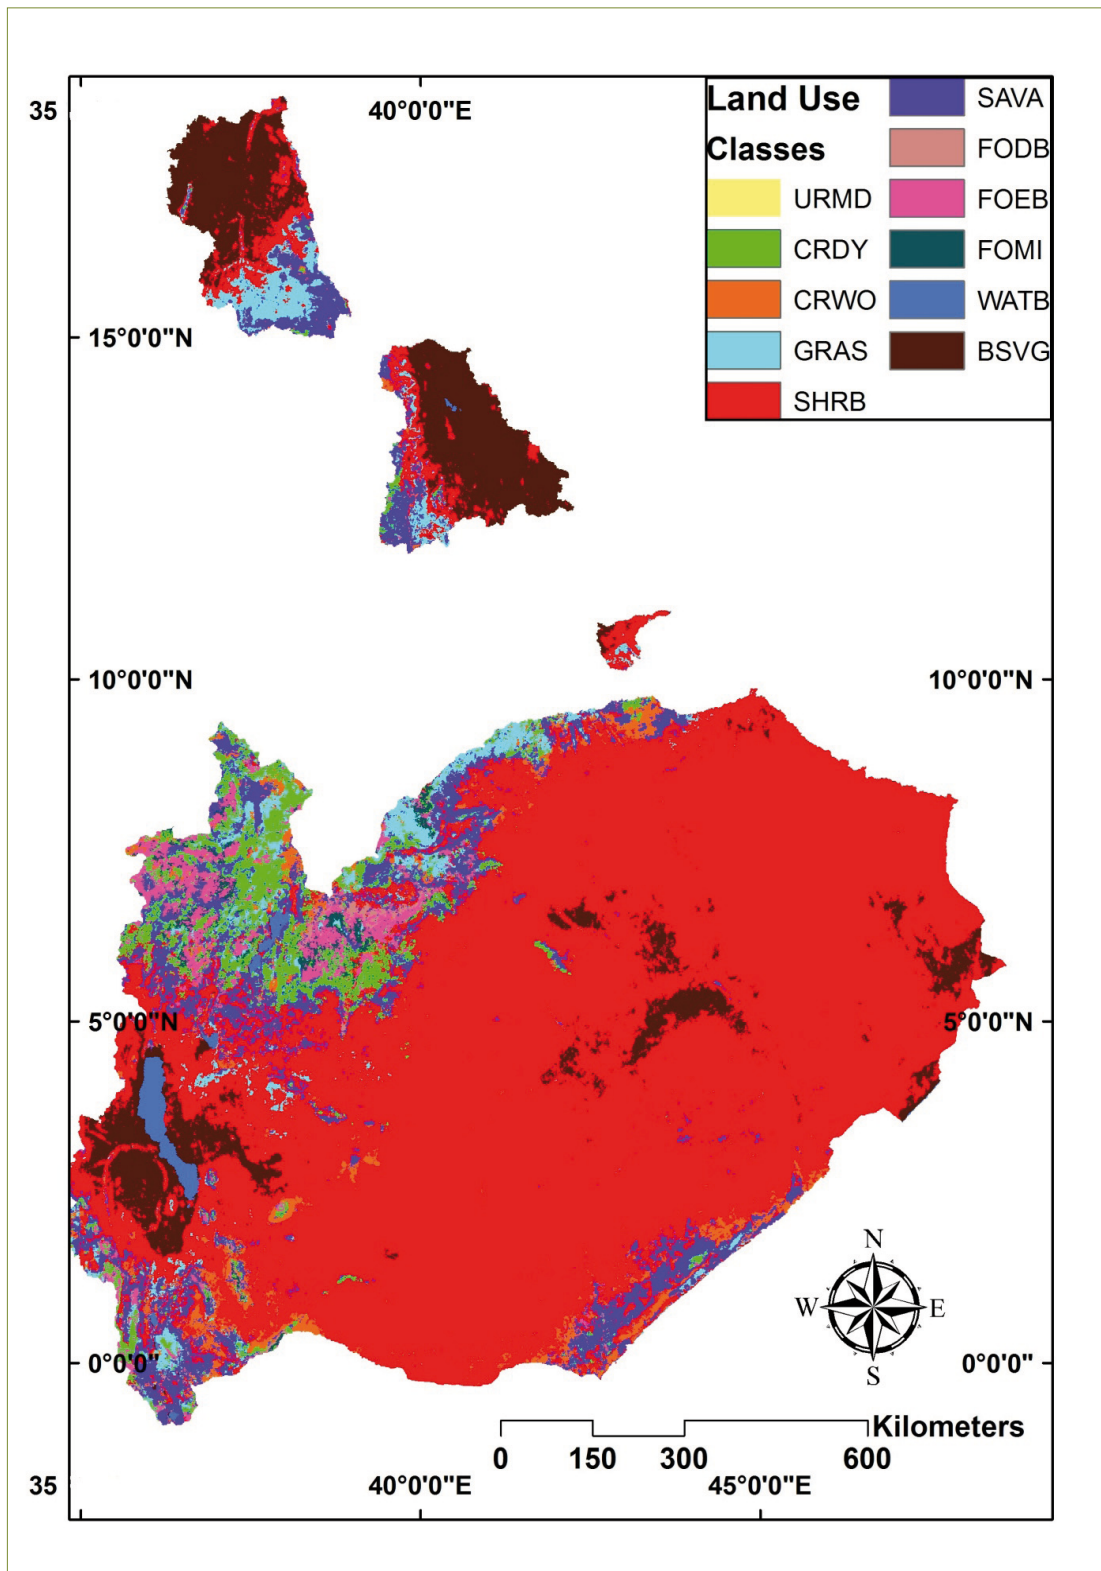 35
40°0'0"E
Land Use
Classes
URMD
CRDY
CRWO
GRAS
SHRB
SAVA
FODB
FOEB
FOMI
WATB
BSVG
15°0'0"N
10°0'0"N
10°0'0"N
5°0'0"N
5°0'0"N
N
W
E
S
0°0'0"
0°0'0"
Kilometers
0 150 300 600
35
40°0'0"E
45°0'0"E